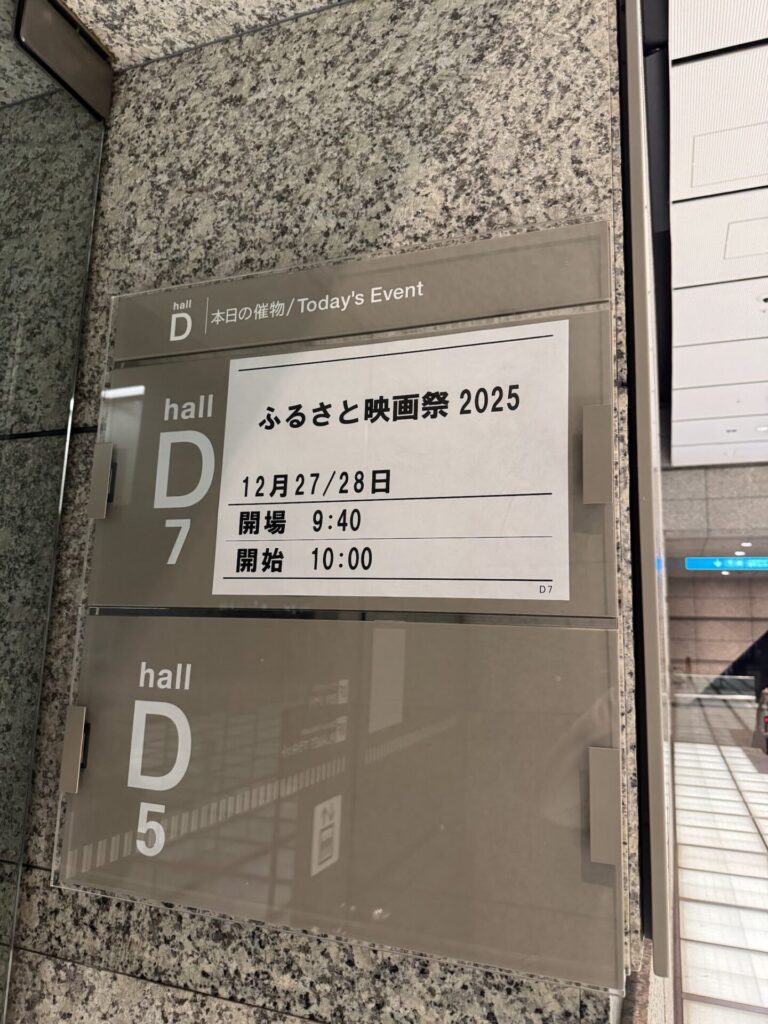 hall
D
本日の催物/Today's Event
hall
D
7
ふるさと映画祭 2025
12月27/28日
開場 9:40
開始 10:00
D7
hall
D
5